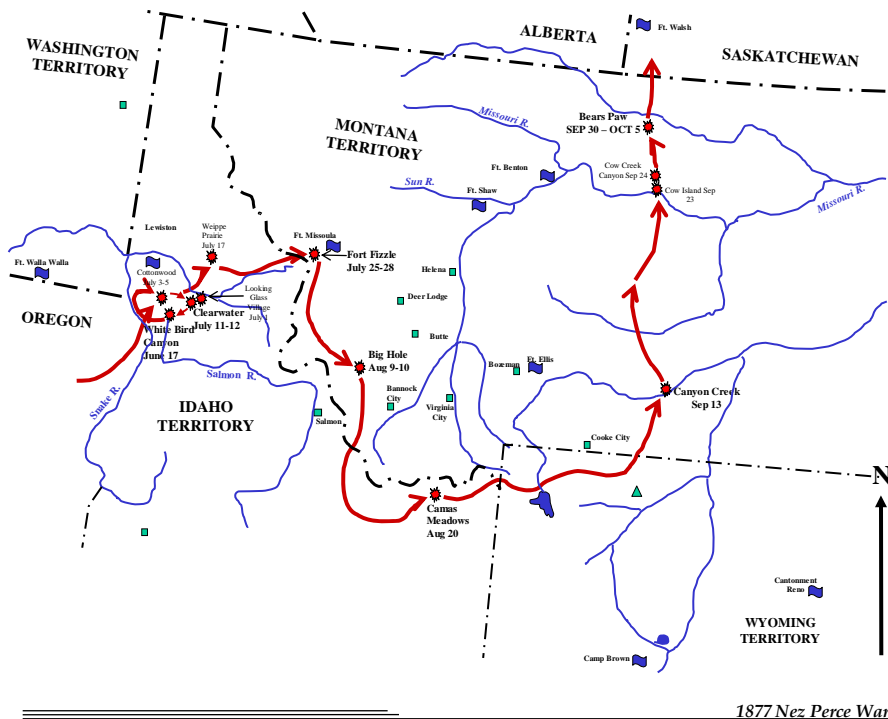 Ft. Walsh
ALBERTA
WASHINGTON
TERRITORY
SASKATCHEWAN
Missouri R.
Bears Paw
SEP 30 – OCT 5
MONTANA
TERRITORY
Cow Creek
Canyon Sep 24
Ft. Benton
Sun R.
Ft. Shaw
Cow Island Sep
23
Missouri R.
Weippe
Prairie
July 17
Lewiston
Ft. Missoula
Ft. Walla Walla
Fort Fizzle
July 25-28
Cottonwood
July 3-5
Helena
Looking
Glass
Village
July 1
Deer Lodge
OREGON
Clearwater
July 11-12
White Bird
Canyon
June 17
Butte
Big Hole
Aug 9-10
Bozeman
Ft. Ellis
Salmon R.
Snake R.
Bannock
City
Canyon Creek
Sep 13
IDAHO
TERRITORY
Virginia
City
Salmon
Cooke City
N
Camas
Meadows
Aug 20
Cantonment
Reno
WYOMING
TERRITORY
Camp Brown
1877 Nez Perce War